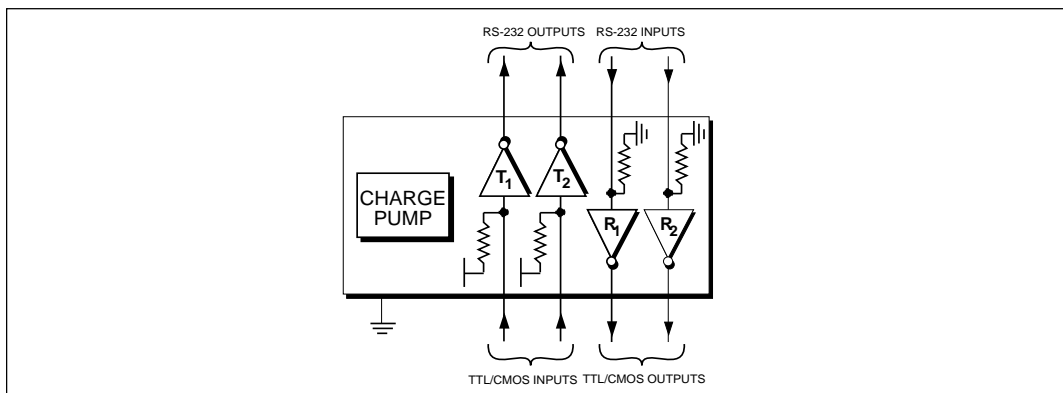 RS-232 OUTPUTS RS-232 INPUTS
T1 T2
CHARGE
PUMP
R1 R2
TTL/CMOS INPUTS TTL/CMOS OUTPUTS